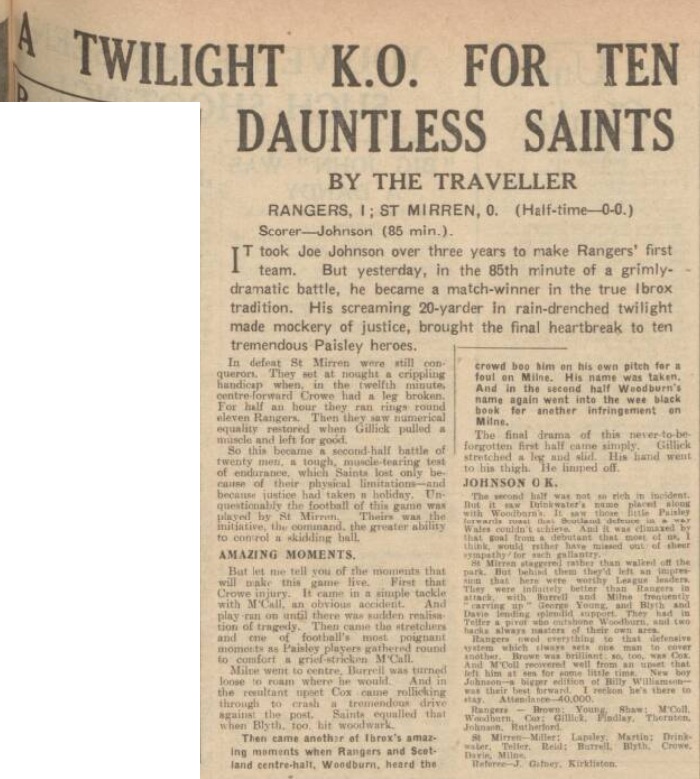 A TWILIGHT K.O. FOR TEN
DAUNTLESS SAINTS
BY THE TRAVELLER
RANGERS, 1; ST MIRREN, 0. (Half-time—0-0.)
Scorer—Johnson (85 min.).
IT took Joe Johnson over three years to make Rangers' first
team. But yesterday, in the 85th minute of a grimly-
dramatic battle, he became a match-winner in the true Ibrox
tradition. His screaming 20-yarder in rain-drenched twilight
made mockery of justice, brought the final heartbreak to ten
tremendous Paisley heroes.
In defeat St Mirren were still con-
querors. They set at nought a crippling
handicap when, in the twelfth minute,
centre-forward Crowe had a leg broken.
For half an hour they ran rings round
eleven Rangers. Then they saw numerical
equality restored when Gillick pulled a
muscle and left for good.
So this became a second-half battle of
twenty men, a tough, muscle-tearing test
of endurance, which Saints lost only be-
cause of their physical limitations—and
because justice had taken a holiday. Un-
questionably the football of this game was
played by St Mirren. Theirs was the
initiative, the command, the greater ability
to control a skidding ball.
AMAZING MOMENTS.
But let me tell you of the moments that
will make this game live. First that
Crowe injury. It came in a simple tackle
with M'Call, an obvious accident. And
play ran on until there was sudden realisa-
tion of tragedy. Then came the stretchers
and one of football's most poignant
moments as Paisley players gathered round
to comfort a grief-stricken M'Call.
Milne went to centre, Burrell was turned
loose to roam where he would. And in
the resultant upset Cox came rollicking
through to crash a tremendous drive
against the post. Saints equalled that
when Blyth, too, hit woodwark.
Then came another of Ibrox's amaz-
ing moments when Rangers and Scot-
land centre-half, Woodburn, heard the
crowd boo him on his own pitch for a
foul on Milne. His name was taken.
And in the second half Woodburn's
name again went into the wee black
book for another infringement on
Milne.
The final drama of this never-to-be-
forgotten first half came simply. Gillick
stretched a leg and slid. His hand went
to his thigh. He limped off.
JOHNSON O K.
The second half was not so rich in incident.
But it saw Drinkwater's name placed along
with Woodburn's. It saw those little Paisley
forwards roast that Scotland defence in a way
Wales couldn't achieve. And it was climaxed by
that goal from a debutant that most of us, I
think, would rather have missed out of sheer
sympathy for such gallantry.
St Mirren staggered rather than walked off the
park. But behind them they'd left an impres-
sion that here were worthy League leaders.
They were infinitely better than Rangers in
attack, with Burrell and Milne frequently
"carving up" George Young, and Blyth and
Davie lending splendid support. They had in
Telfer a pivot who outshone Woodburn, and two
backs always masters of their own area.
Rangers owed everything to that defensive
system which always sets one man to cover
another. Brown was brilliant; so, too, was Cox.
And M'Coll recovered well from an upset that
left him at sea for some little time. New boy
Johnson—a bigger edition of Billy Williamson—
was their best forward. I reckon he's there to
stay. Attendance—40,000.
Rangers — Brown; Young, Shaw; M'Coll,
Woodburn, Cox; Gillick, Findlay, Thornton,
Johnson, Rutherford.
St Mirren—Miller; Lapsley, Martin; Drink-
water, Telfer, Reid; Burrell, Blyth, Crowe,
Davie, Milne.
Referee—J. Kirkliston.